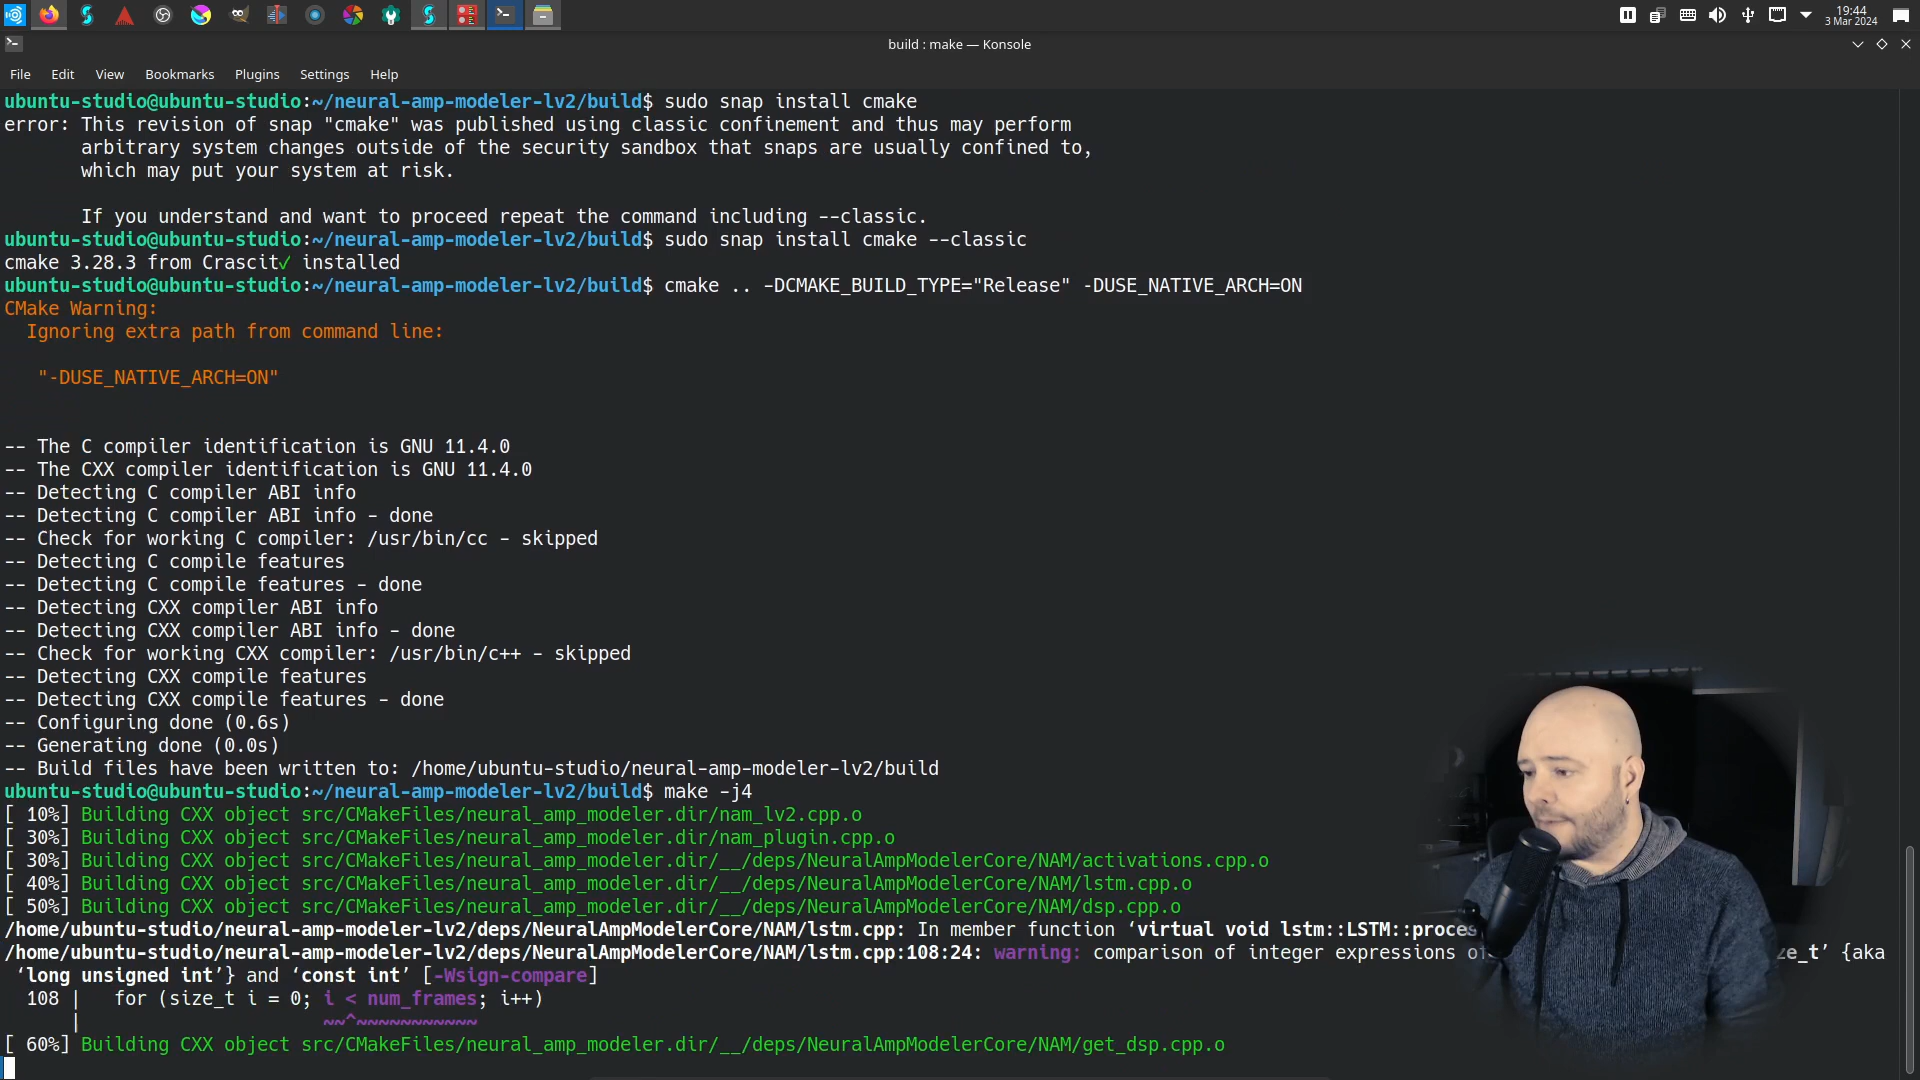 19:44
3 Mar 2024
build : make — Konsole
File Edit View Bookmarks Plugins Settings Help
ubuntu-studio@ubuntu-studio:~/neural-amp-modeler-lv2/build$ sudo snap install cmake
error: This revision of snap "cmake" was published using classic confinement and thus may perform
arbitrary system changes outside of the security sandbox that snaps are usually confined to,
which may put your system at risk.
If you understand and want to proceed repeat the command including --classic.
ubuntu-studio@ubuntu-studio:~/neural-amp-modeler-lv2/build$ sudo snap install cmake --classic
cmake 3.28.3 from Crascit✓ installed
ubuntu-studio@ubuntu-studio:~/neural-amp-modeler-lv2/build$ cmake .. –DCMAKE_BUILD_TYPE="Release" -DUSE_NATIVE_ARCH=ON
CMake Warning:
Ignoring extra path from command line:
"-DUSE_NATIVE_ARCH=ON"
-- The C compiler identification is GNU 11.4.0
-- The CXX compiler identification is GNU 11.4.0
-- Detecting C compiler ABI info
-- Detecting C compiler ABI info - done
-- Check for working C compiler: /usr/bin/cc - skipped
-- Detecting C compile features
-- Detecting C compile features - done
-- Detecting CXX compiler ABI info
-- Detecting CXX compiler ABI info - done
-- Check for working CXX compiler: /usr/bin/c++ - skipped
-- Detecting CXX compile features
-- Detecting CXX compile features - done
-- Configuring done (0.6s)
-- Generating done (0.0s)
-- Build files have been written to: /home/ubuntu-studio/neural-amp-modeler-lv2/build
ubuntu-studio@ubuntu-studio:~/neural-amp-modeler-lv2/build$ make -j4
[ 10%] Building CXX object src/CMakeFiles/neural_amp_modeler.dir/nam_lv2.cpp.o
[ 30%] Building CXX object src/CMakeFiles/neural_amp_modeler.dir/nam_plugin.cpp.o
[ 30%] Building CXX object src/CMakeFiles/neural_amp_modeler.dir/__/deps/NeuralAmpModelerCore/NAM/activations.cpp.o
[ 40%] Building CXX object src/CMakeFiles/neural_amp_modeler.dir/__/deps/NeuralAmpModelerCore/NAM/lstm.cpp.o
[ 50%] Building CXX object src/CMakeFiles/neural_amp_modeler.dir/__/deps/NeuralAmpModelerCore/NAM/dsp.cpp.o
/home/ubuntu-studio/neural-amp-modeler-lv2/deps/NeuralAmpModelerCore/NAM/lstm.cpp: In member function ‘virtual void lstm::LSTM::proces
/home/ubuntu-studio/neural-amp-modeler-lv2/deps/NeuralAmpModelerCore/NAM/lstm.cpp:108:24: warning: comparison of integer expressions ze_t’ {aka
‘long unsigned int’} and ‘const int’ [-Wsign-compare]
108 | for (size_t i = 0; i < num_frames; i++)
| ~~^~~~~~~~~~~~
[ 60%] Building CXX object src/CMakeFiles/neural_amp_modeler.dir/__/deps/NeuralAmpModelerCore/NAM/get_dsp.cpp.o